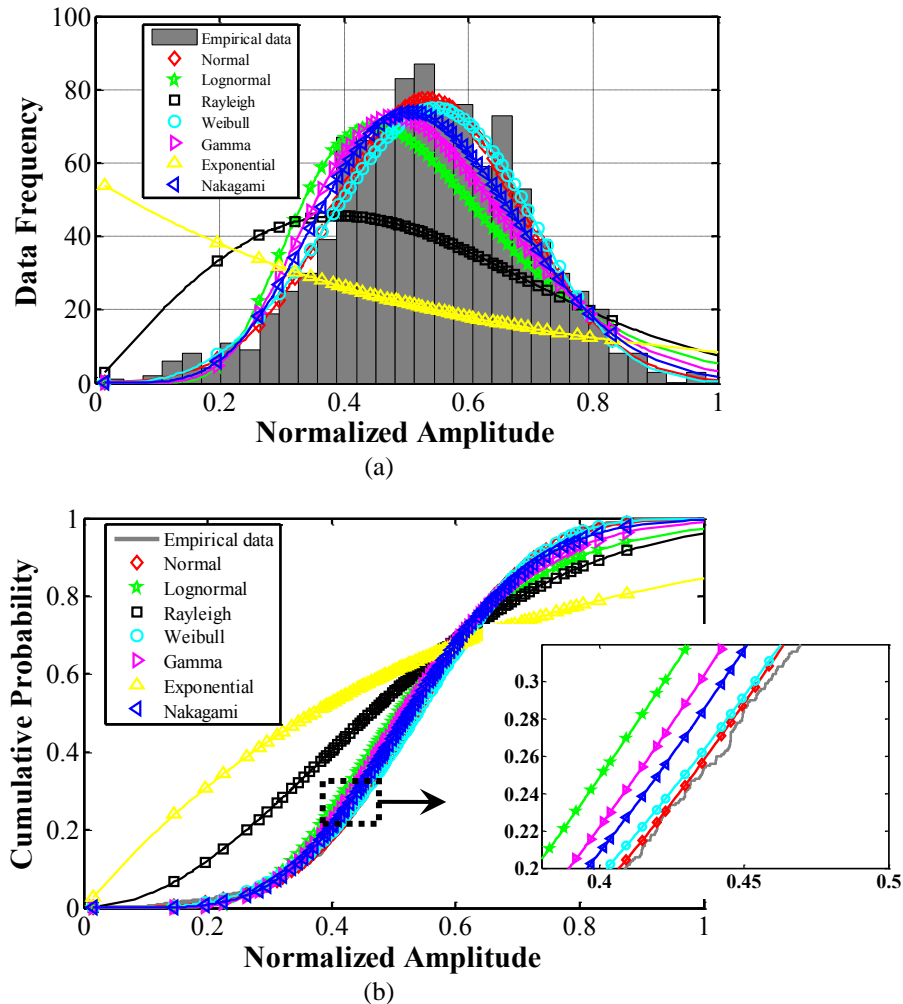 100
80
60
40
20
0
Data Frequency
Empirical data
Normal
Lognormal
Rayleigh
Weibull
Gamma
Exponential
Nakagami
0 0.2 0.4 0.6 0.8 1
Normalized Amplitude
(a)
1
0.8
0.6
0.4
0.2
0
Cumulative Probability
Empirical data
Normal
Lognormal
Rayleigh
Weibull
Gamma
Exponential
Nakagami
0.3
0.28
0.26
0.24
0.22
0.2
0.4 0.45 0.5
0 0.2 0.4 0.6 0.8 1
Normalized Amplitude
(b)